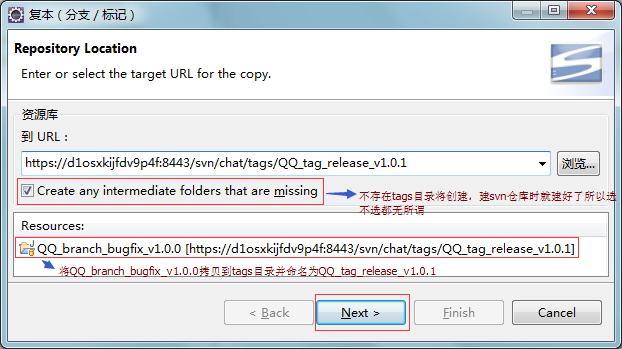 复本（分支 / 标记）
Repository Location
Enter or select the target URL for the copy.
资源库
到 URL：
https://d1osxkijfdv9p4f:8443/svn/chat/tags/QQ_tag_release_v1.0.1
浏览...
Create any intermediate folders that are missing
不存在tags目录将创建，建svn仓库时就建好了所以选
不选都无所谓
Resources:
QQ_branch_bugfix_v1.0.0 [https://d1osxkijfdv9p4f:8443/svn/chat/tags/QQ_tag_release_v1.0.1]
将QQ_branch_bugfix_v1.0.0拷贝到tags目录并命名为QQ_tag_release_v1.0.1
< Back
Next >
Finish
Cancel